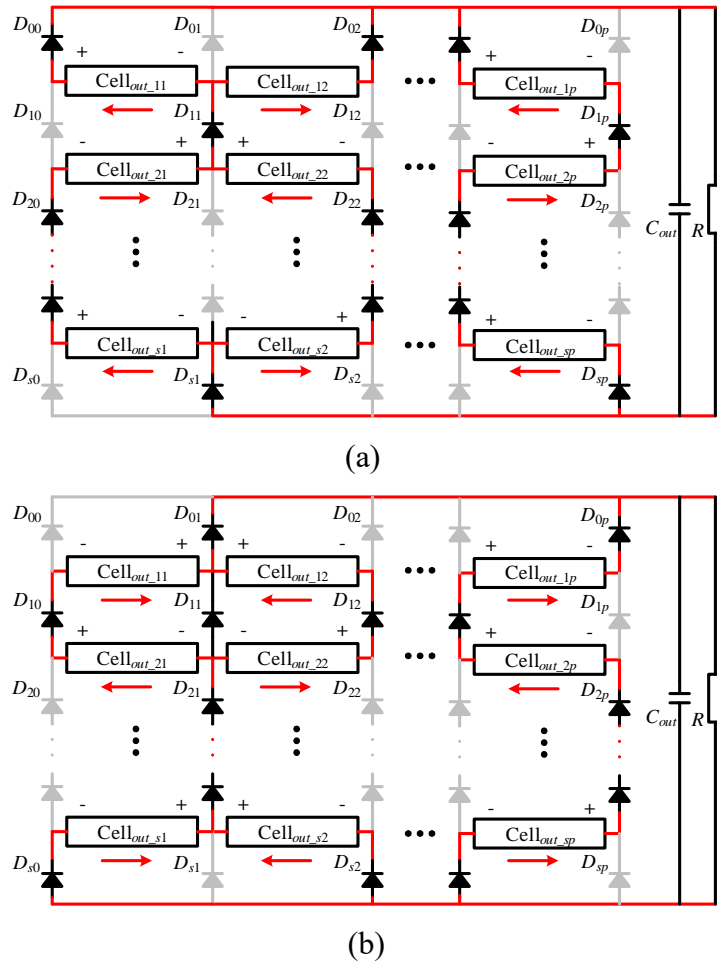 D00 D01 D02 D0p
+ - + -
Cellout_11 Cellout_12 Cellout_1p
D10 D11 D12 D1p
- + + - - +
Cellout_21 Cellout_22 Cellout_2p
D20 D21 D22 D2p
Cout R
+ - - + + -
Cellout_s1 Cellout_s2 Cellout_sp
Ds0 Ds1 Ds2 Dsp
(a)
D00 D01 D02 D0p
- + + - + -
Cellout_11 Cellout_12 Cellout_1p
D10 D11 D12 D1p
+ - - + + -
Cellout_21 Cellout_22 Cellout_2p
D20 D21 D22 D2p
Cout R
- + + - - +
Cellout_s1 Cellout_s2 Cellout_sp
Ds0 Ds1 Ds2 Dsp
(b)